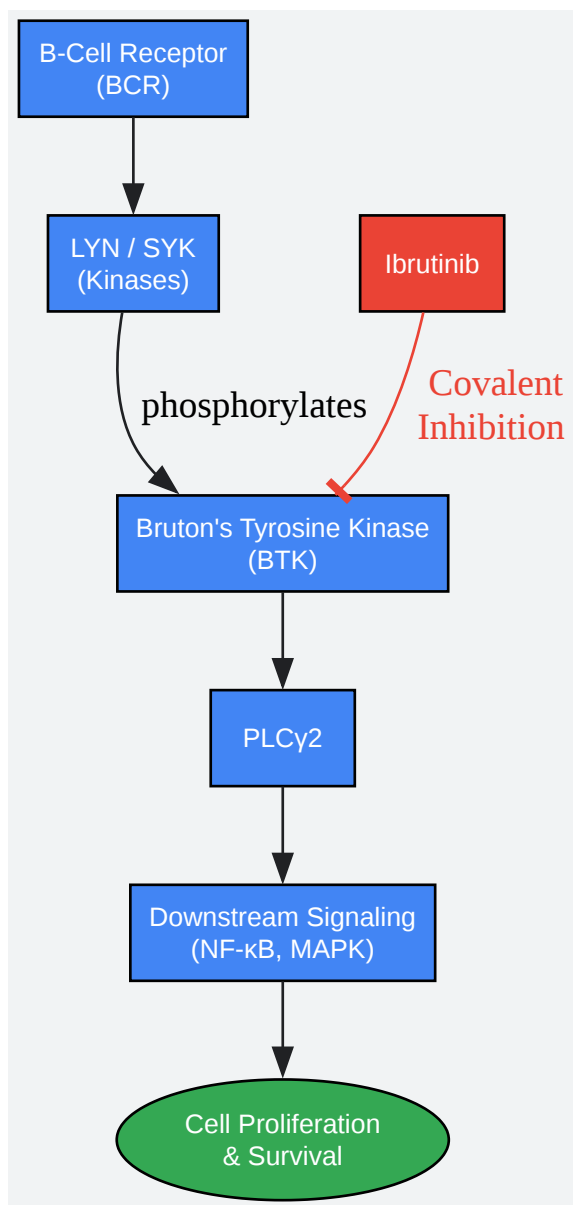 B-Cell Receptor
(BCR)
LYN / SYK
(Kinases)
Ibrutinib
phosphorylates
Covalent
Inhibition
Bruton's Tyrosine Kinase
(BTK)
PLCγ2
Downstream Signaling
(NF-κB, MAPK)
Cell Proliferation
& Survival